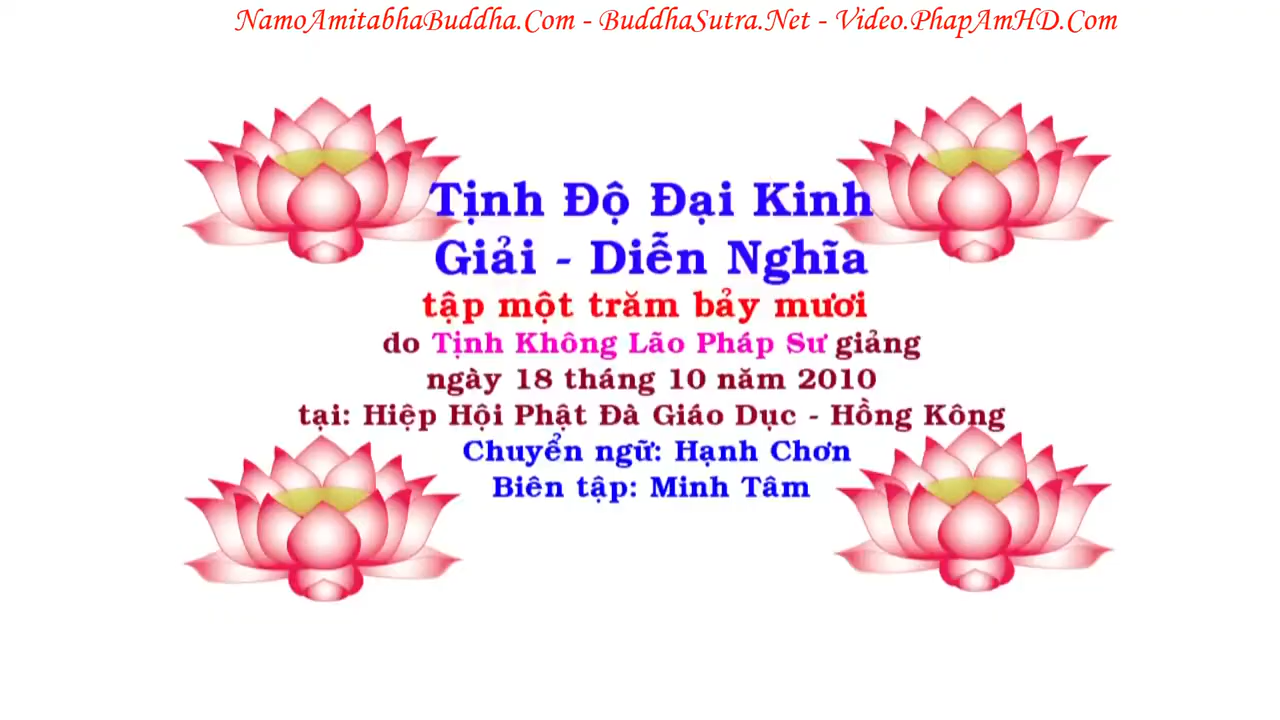 NamoAmitabhaBuddha.Com - BuddhaSutra.Net - Video.PhapAmHD.Com
Tịnh Độ Đại Kinh
Giải - Diễn Nghĩa
tập một trăm bảy mươi
do Tịnh Không Lão Pháp Sư giảng
ngày 18 tháng 10 năm 2010
tại: Hiệp Hội Phật Đà Giáo Dục - Hồng Kông
Chuyển ngữ: Hạnh Chơn
Biên tập: Minh Tâm